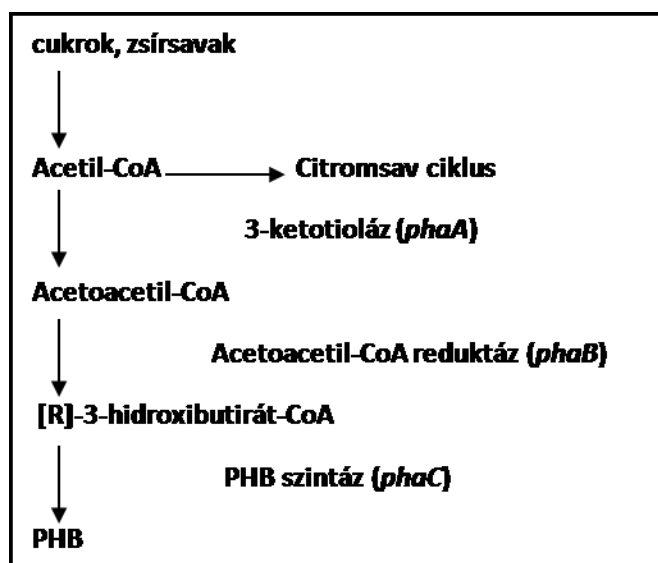 cukrok, zsírsavak
Acetil-CoA Citromsav ciklus
3-ketotioláz (phaA)
Acetoacetil-CoA
Acetoacetil-CoA reduktáz (phaB)
[R]-3-hidroxibutirát-CoA
PHB szintáz (phaC)
PHB